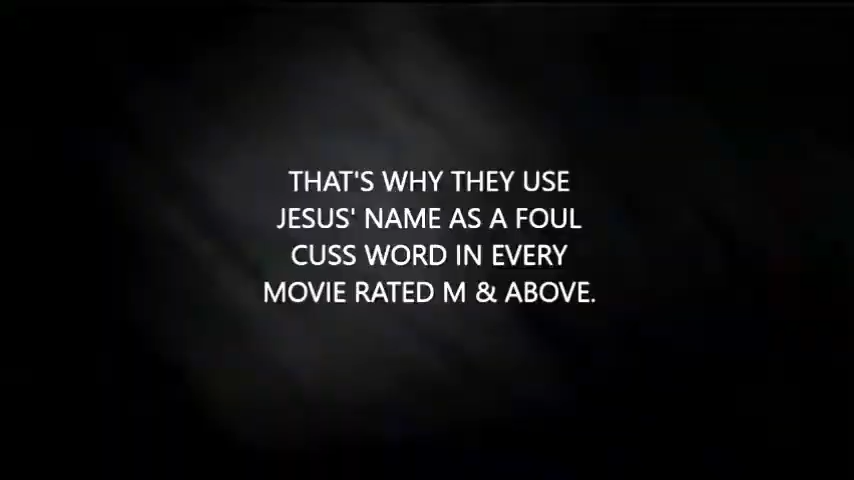 THAT'S WHY THEY USE
JESUS' NAME AS A FOUL
CUSS WORD IN EVERY
MOVIE RATED M & ABOVE.